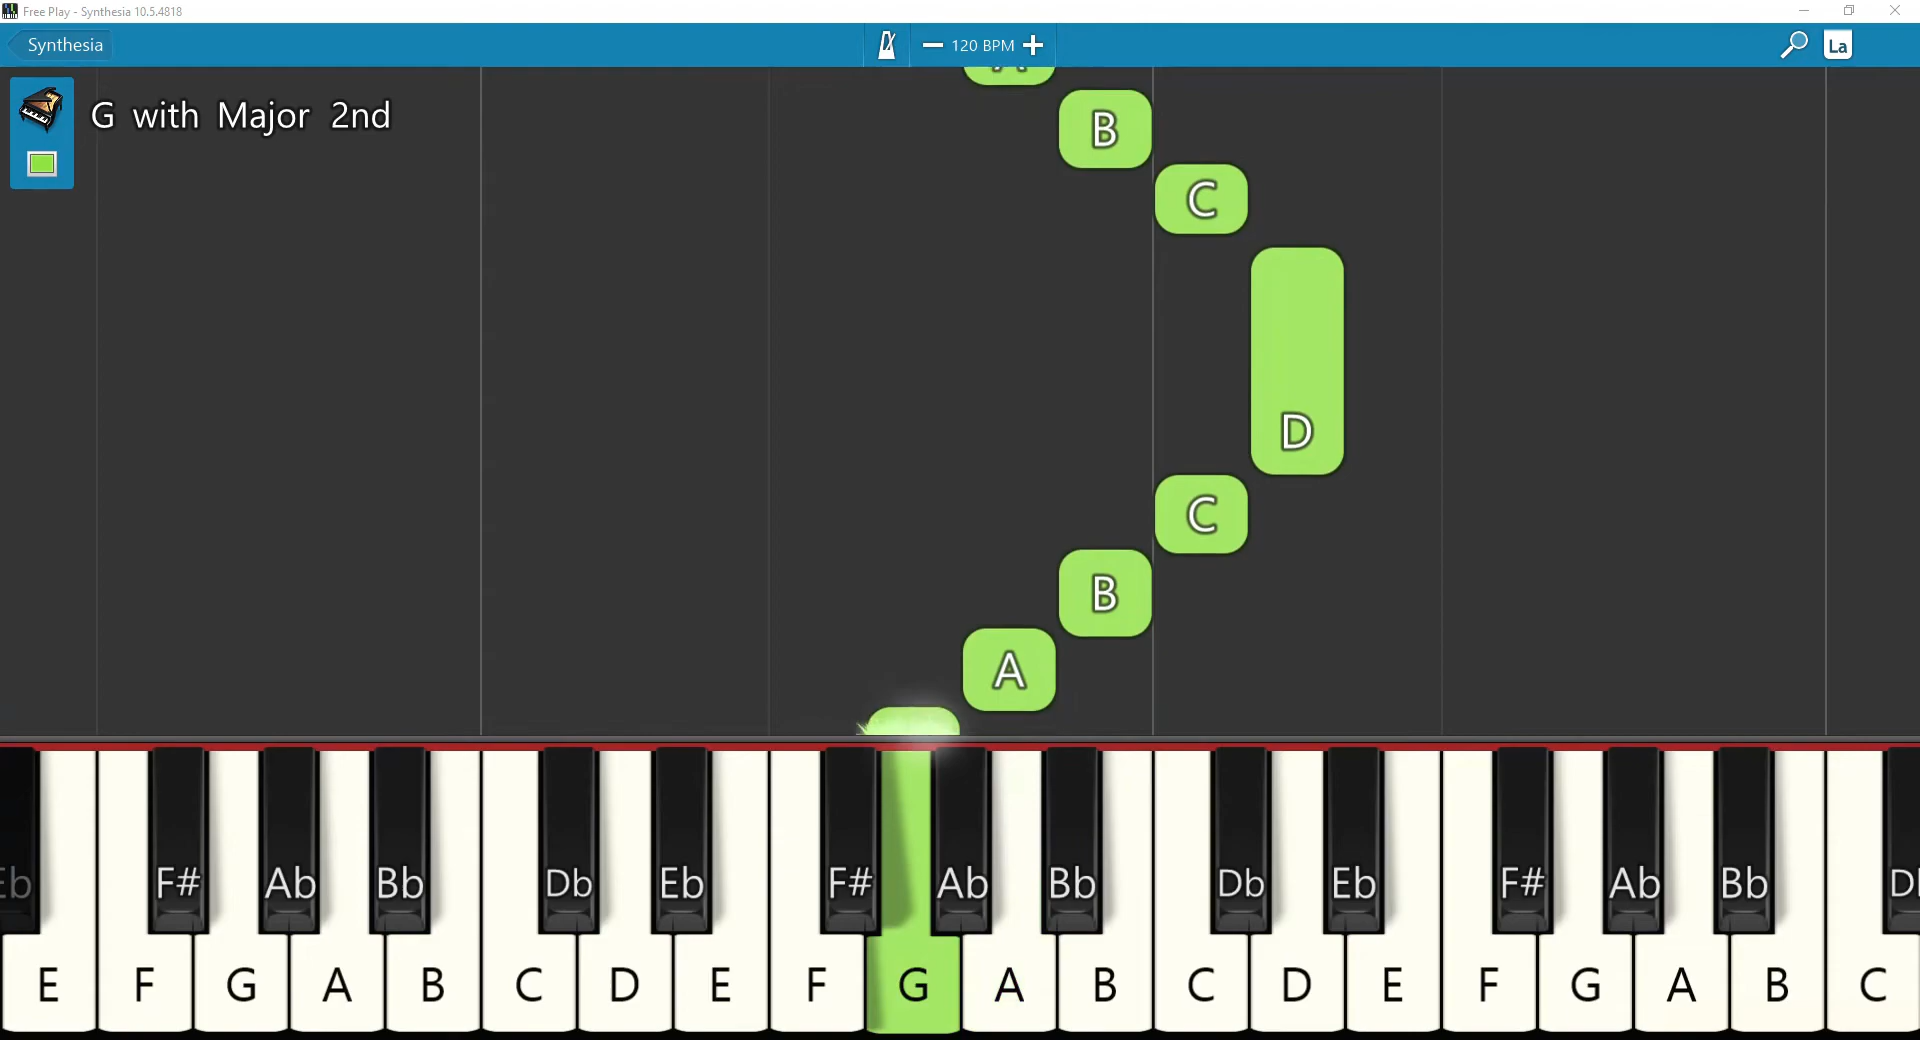 Free Play - Synthesia 10.5.4818
Synthesia
120 BPM
La
G with Major 2nd
B
C
D
C
B
A
F# Ab Bb Db Eb F# Ab Bb Db Eb F# Ab Bb
E F G A B C D E F G A B C D E F G A B C